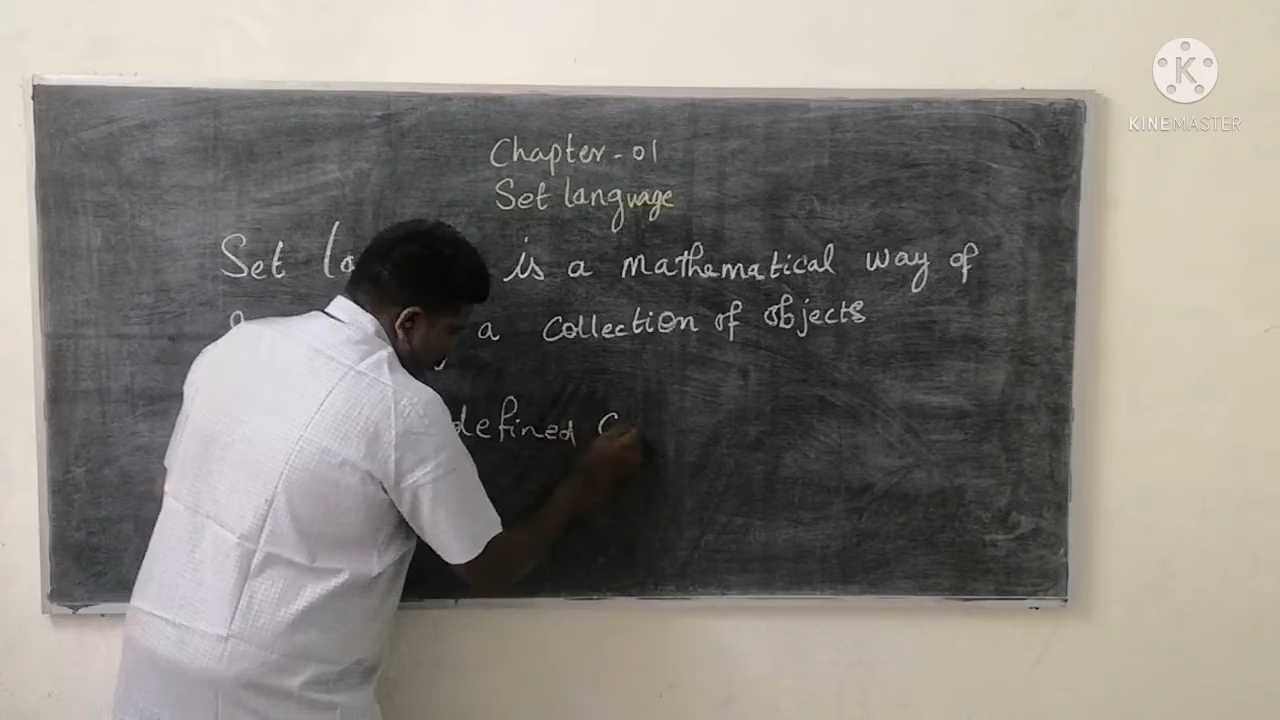 Chapter - 01
Set language
Set is a mathematical way of
a collection of objects
defined
KINEMASTER